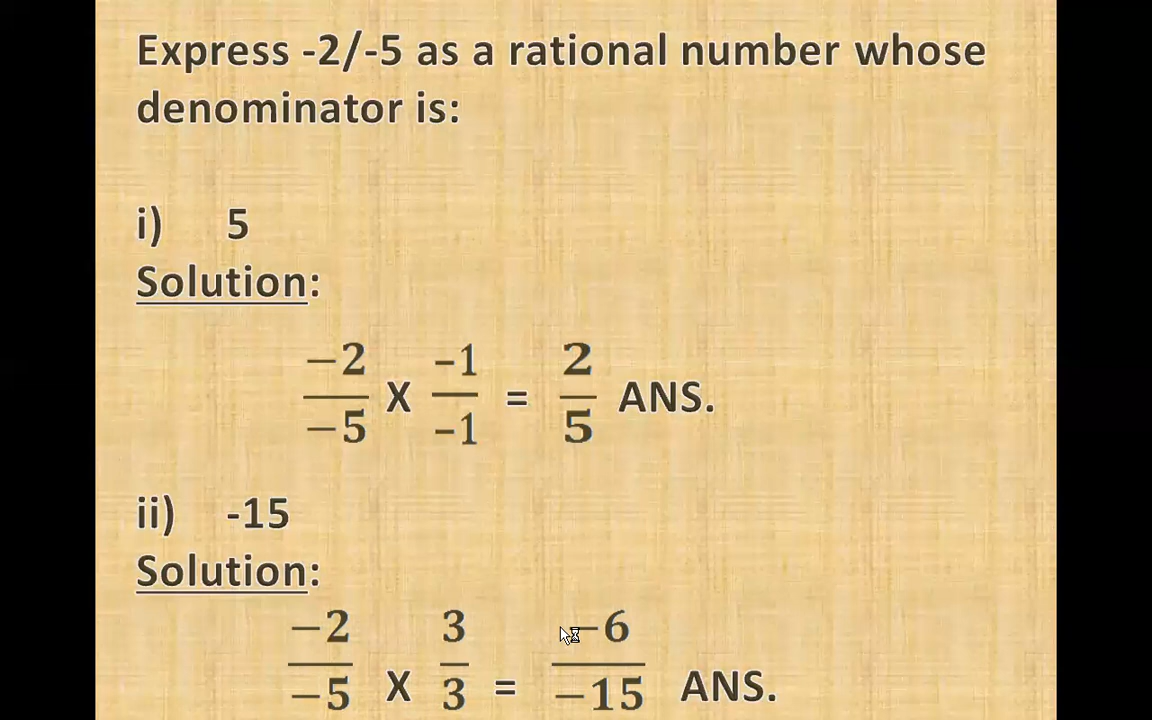 Express -2/-5 as a rational number whose
denominator is:
i) 5
Solution:
−2/−5 X −1/−1 = 2/5 ANS.
ii) -15
Solution:
−2/−5 X 3/3 = −6/−15 ANS.